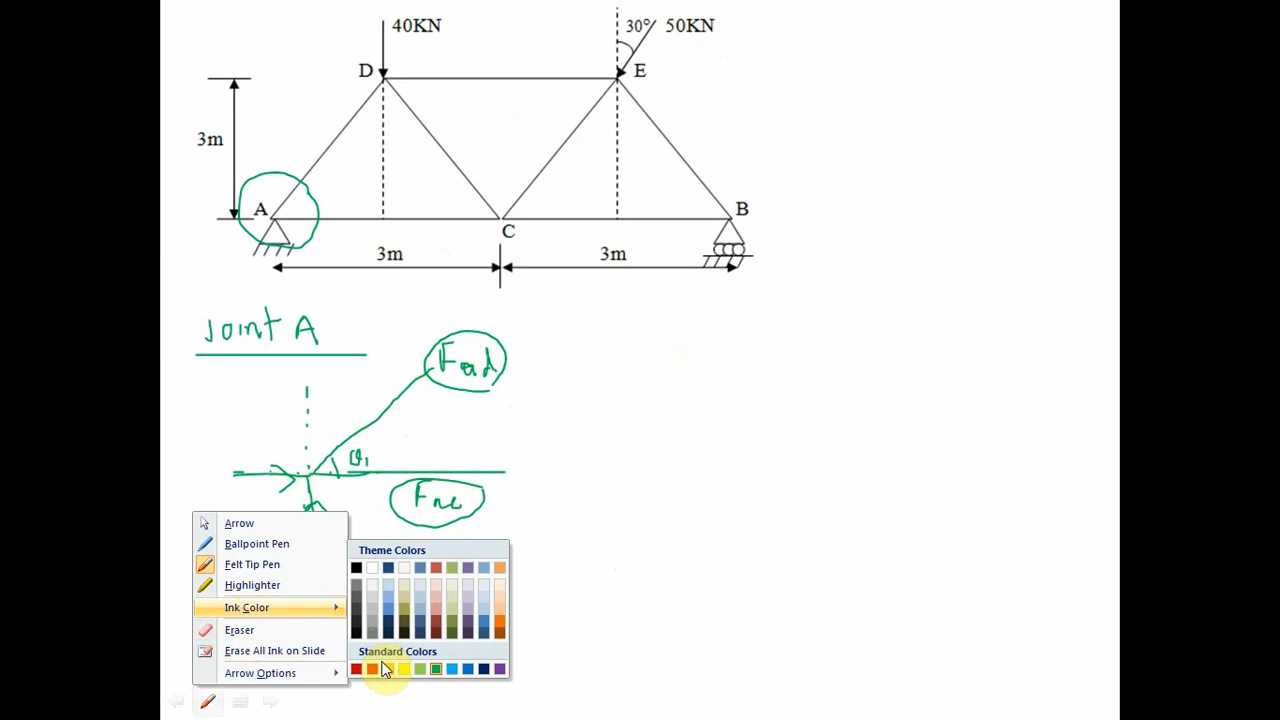 40KN
30° 50KN
D
E
3m
A
B
C
3m
3m
Joint A
Fad
θ1
Fac
Arrow
Ballpoint Pen
Felt Tip Pen
Highlighter
Ink Color
Eraser
Erase All Ink on Slide
Arrow Options
Theme Colors
Standard Colors